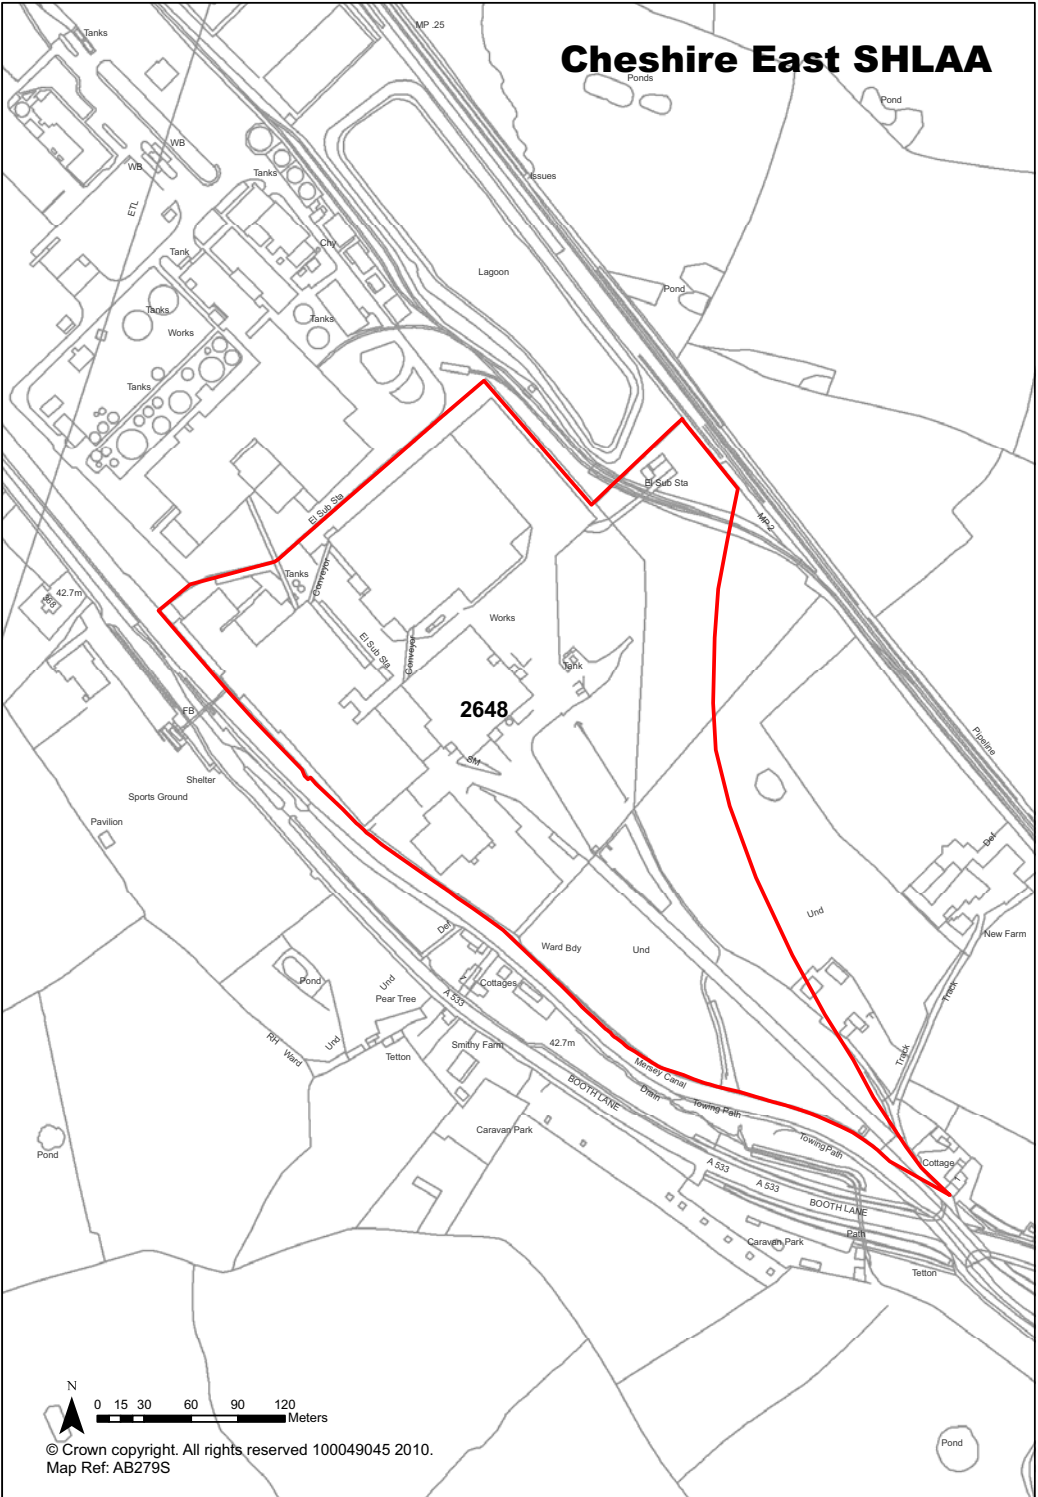 MP .25
Tanks
Cheshire East SHLAA
Ponds
Pond
WB
WB
Tanks
Issues
ETL
Chy
Tank
Lagoon
Pond
Tanks
Tanks
Works
Tanks
El Sub Sta
El Sub Sta
MP.2
Tanks
Conveyor
42.7m
Works
El Sub Sta
Conveyor
Tank
2648
FB
Pipeline
SM
Shelter
Sports Ground
Pavilion
Def
Und
Def
New Farm
Ward Bdy
Und
Pond
Und
Cottages
Pear Tree
A 533
Track
RH
Ward
Und
Tetton
Smithy Farm
42.7m
Track
Mersey Canal
BOOTH LANE
Drain
Towing Path
Caravan Park
Towing Path
Pond
A 533
Cottage
T
A 533
BOOTH LANE
Path
Caravan Park
Tetton
N
0 15 30 60 90 120
Meters
Pond
© Crown copyright. All rights reserved 100049045 2010.
Map Ref: AB279S